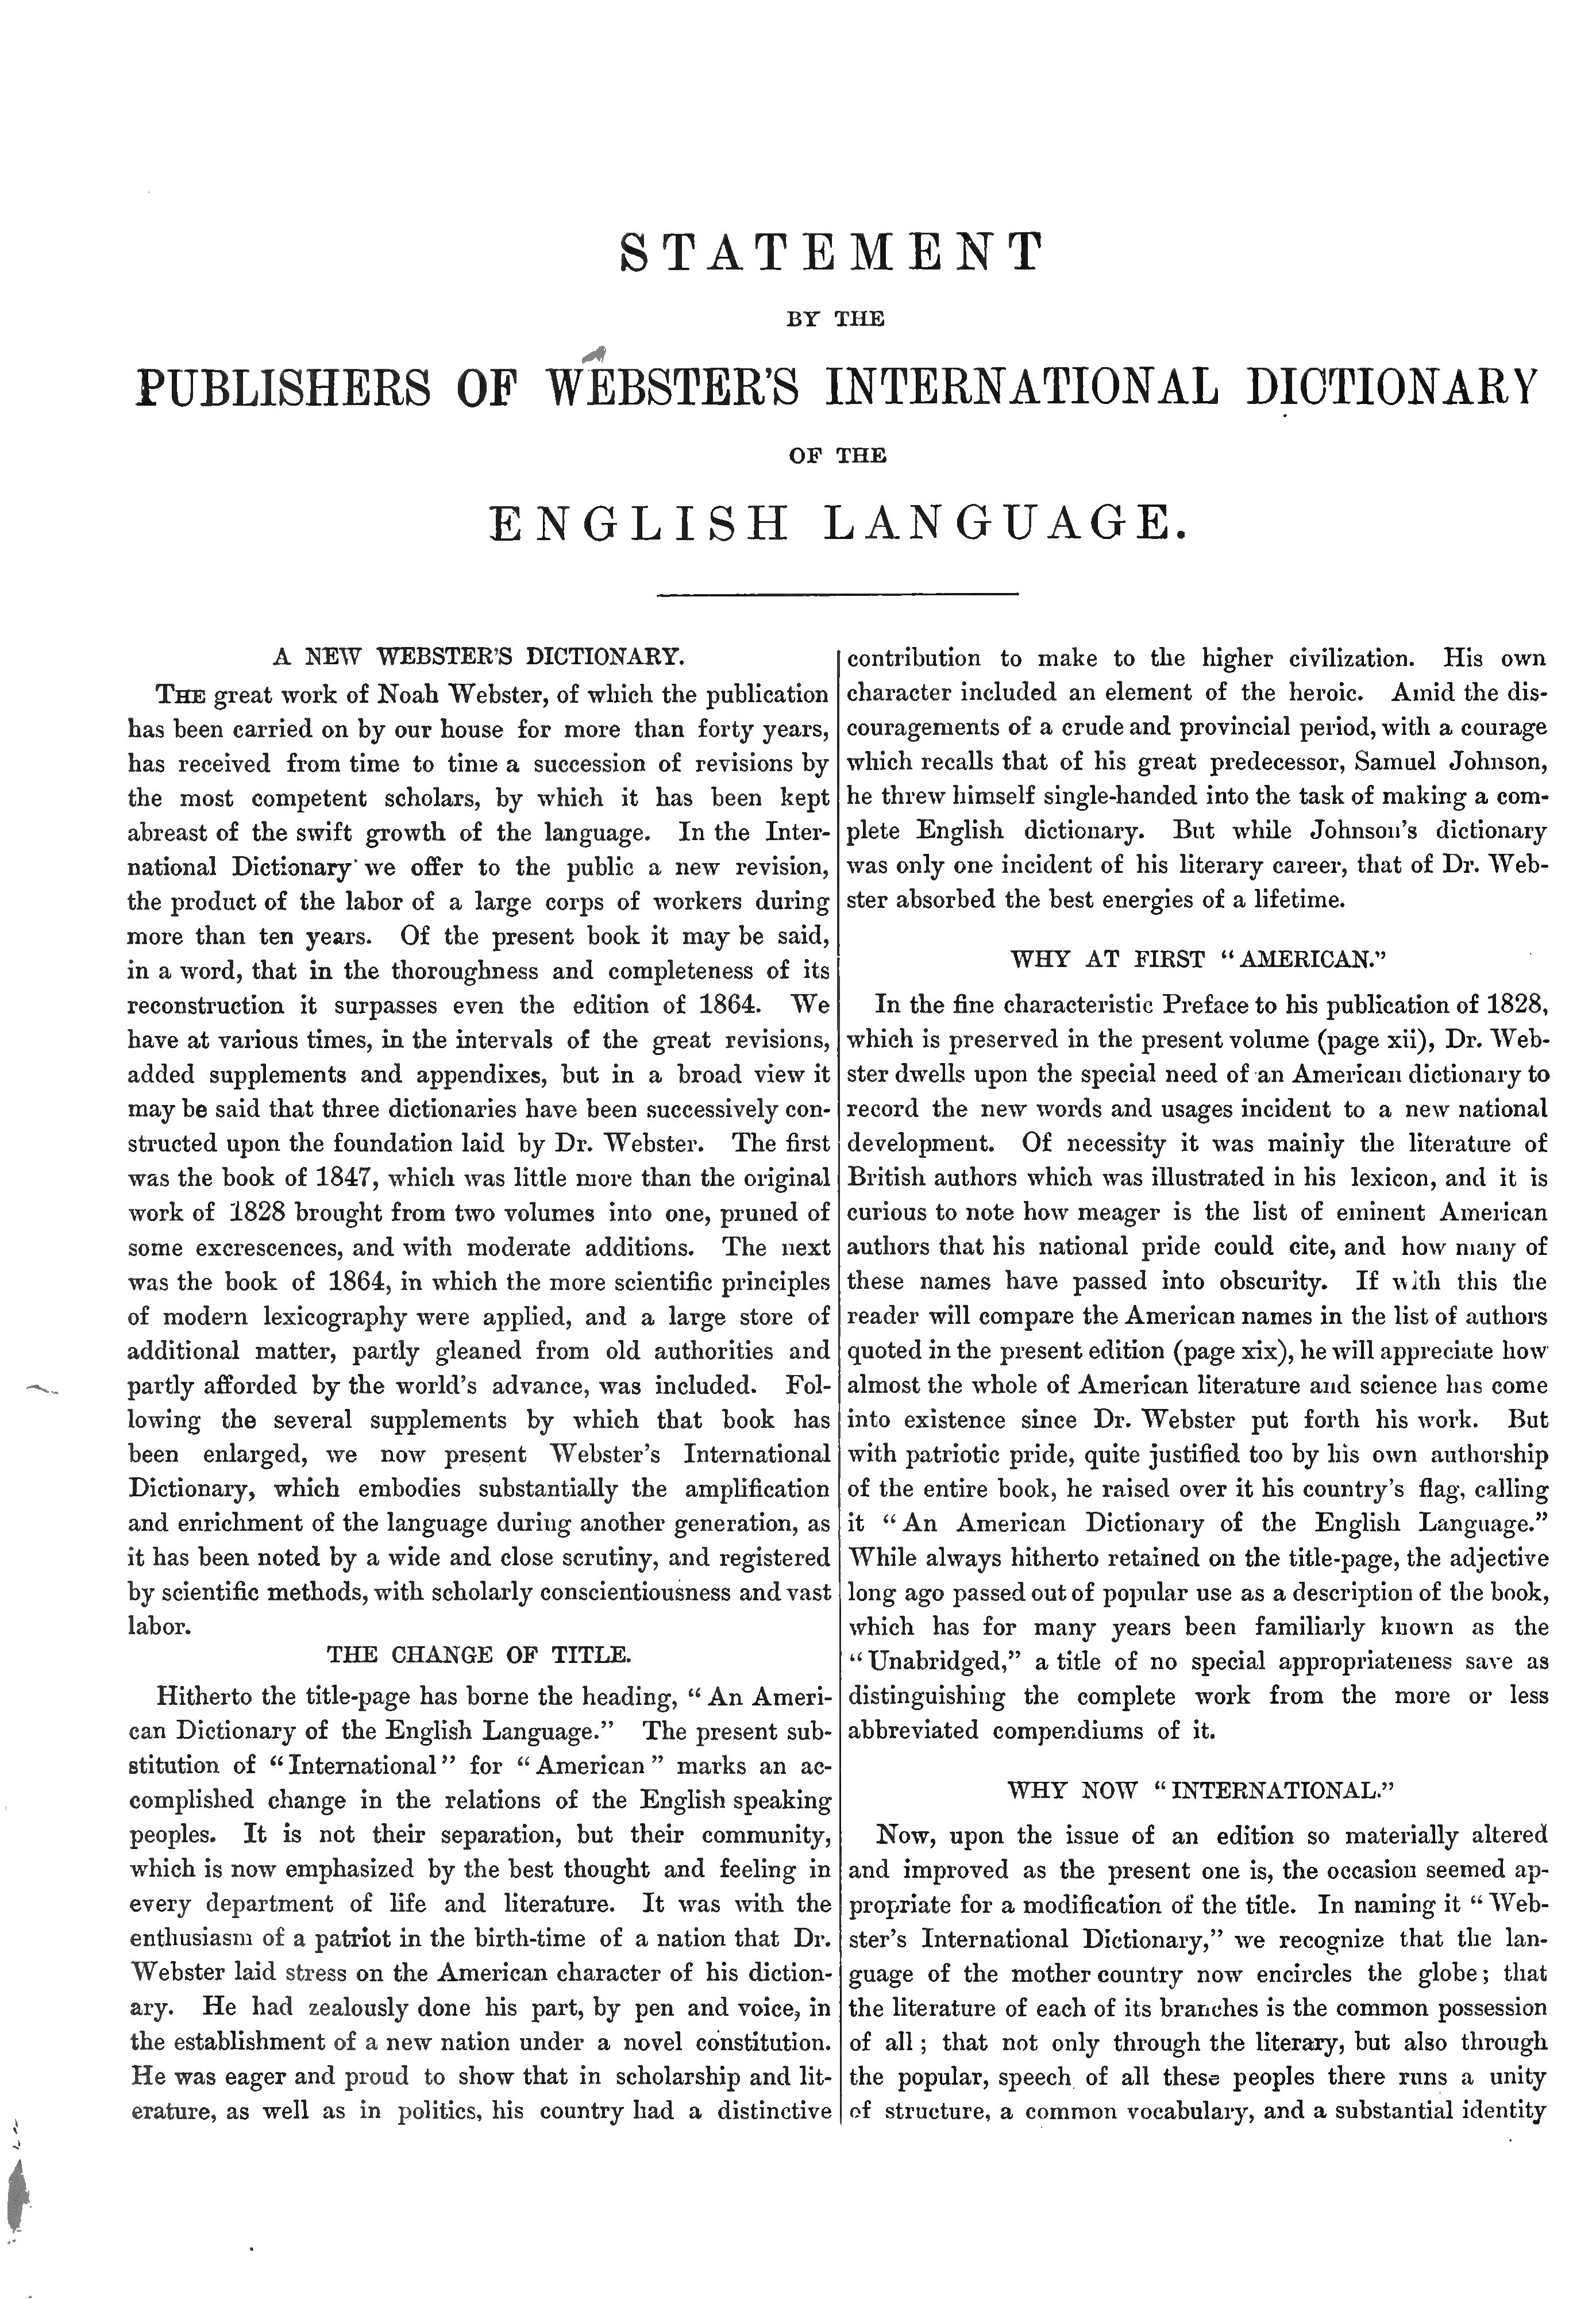 STATEMENT
BY THE
PUBLISHERS OF WEBSTER'S INTERNATIONAL DICTIONARY
OF THE
ENGLISH LANGUAGE.
A NEW WEBSTER'S DICTIONARY.
THE great work of Noah Webster, of which the publication
has been carried on by our house for more than forty years,
has received from time to time a succession of revisions by
the most competent scholars, by which it has been kept
abreast of the swift growth of the language. In the Inter-
national Dictionary we offer to the public a new revision,
the product of the labor of a large corps of workers during
more than ten years. Of the present book it may be said,
in a word, that in the thoroughness and completeness of its
reconstruction it surpasses even the edition of 1864. We
have at various times, in the intervals of the great revisions,
added supplements and appendixes, but in a broad view it
may be said that three dictionaries have been successively con-
structed upon the foundation laid by Dr. Webster. The first
was the book of 1847, which was little more than the original
work of 1828 brought from two volumes into one, pruned of
some excrescences, and with moderate additions. The next
was the book of 1864, in which the more scientific principles
of modern lexicography were applied, and a large store of
additional matter, partly gleaned from old authorities and
partly afforded by the world's advance, was included. Fol-
lowing the several supplements by which that book has
been enlarged, we now present Webster's International
Dictionary, which embodies substantially the amplification
and enrichment of the language during another generation, as
it has been noted by a wide and close scrutiny, and registered
by scientific methods, with scholarly conscientiousness and vast
labor.
THE CHANGE OF TITLE.
Hitherto the title-page has borne the heading, "An Ameri-
can Dictionary of the English Language." The present sub-
stitution of "International" for "American" marks an ac-
complished change in the relations of the English speaking
peoples. It is not their separation, but their community,
which is now emphasized by the best thought and feeling in
every department of life and literature. It was with the
enthusiasm of a patriot in the birth-time of a nation that Dr.
Webster laid stress on the American character of his diction-
ary. He had zealously done his part, by pen and voice, in
the establishment of a new nation under a novel constitution.
He was eager and proud to show that in scholarship and lit-
erature, as well as in politics, his country had a distinctive
contribution to make to the higher civilization. His own
character included an element of the heroic. Amid the dis-
couragements of a crude and provincial period, with a courage
which recalls that of his great predecessor, Samuel Johnson,
he threw himself single-handed into the task of making a com-
plete English dictionary. But while Johnson's dictionary
was only one incident of his literary career, that of Dr. Web-
ster absorbed the best energies of a lifetime.
WHY AT FIRST "AMERICAN."
In the fine characteristic Preface to his publication of 1828,
which is preserved in the present volume (page xii), Dr. Web-
ster dwells upon the special need of an American dictionary to
record the new words and usages incident to a new national
development. Of necessity it was mainly the literature of
British authors which was illustrated in his lexicon, and it is
curious to note how meager is the list of eminent American
authors that his national pride could cite, and how many of
these names have passed into obscurity. If with this the
reader will compare the American names in the list of authors
quoted in the present edition (page xix), he will appreciate how
almost the whole of American literature and science has come
into existence since Dr. Webster put forth his work. But
with patriotic pride, quite justified too by his own authorship
of the entire book, he raised over it his country's flag, calling
it "An American Dictionary of the English Language."
While always hitherto retained on the title-page, the adjective
long ago passed out of popular use as a description of the book,
which has for many years been familiarly known as the
"Unabridged," a title of no special appropriateness save as
distinguishing the complete work from the more or less
abbreviated compendiums of it.
WHY NOW "INTERNATIONAL."
Now, upon the issue of an edition so materially altered
and improved as the present one is, the occasion seemed ap-
propriate for a modification of the title. In naming it "Web-
ster's International Dictionary," we recognize that the lan-
guage of the mother country now encircles the globe; that
the literature of each of its branches is the common possession
of all; that not only through the literary, but also through
the popular, speech of all these peoples there runs a unity
of structure, a common vocabulary, and a substantial identity